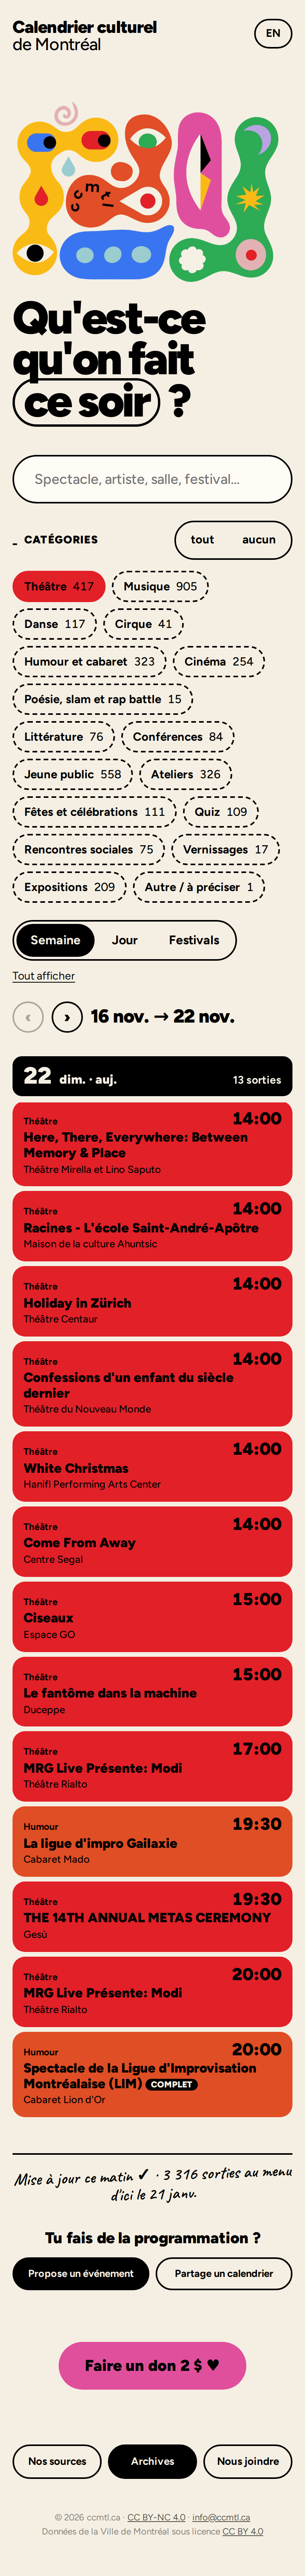 Calendrier culturel
de Montréal
EN
ccmtl
Qu'est-ce
qu'on fait
ce soir ?
Spectacle, artiste, salle, festival...
– CATÉGORIES
tout aucun
Théâtre 417 Musique 905
Danse 117 Cirque 41
Humour et cabaret 323 Cinéma 254
Poésie, slam et rap battle 15
Littérature 76 Conférences 84
Jeune public 558 Ateliers 326
Fêtes et célébrations 111 Quiz 109
Rencontres sociales 75 Vernissages 17
Expositions 209 Autre / à préciser 1
Semaine Jour Festivals
Tout afficher
‹ › 16 nov. → 22 nov.
22 dim. · auj. 13 sorties
Théâtre 14:00
Here, There, Everywhere: Between
Memory & Place
Théâtre Mirella et Lino Saputo
Théâtre 14:00
Racines - L'école Saint-André-Apôtre
Maison de la culture Ahuntsic
Théâtre 14:00
Holiday in Zürich
Théâtre Centaur
Théâtre 14:00
Confessions d'un enfant du siècle
dernier
Théâtre du Nouveau Monde
Théâtre 14:00
White Christmas
Hanifl Performing Arts Center
Théâtre 14:00
Come From Away
Centre Segal
Théâtre 15:00
Ciseaux
Espace GO
Théâtre 15:00
Le fantôme dans la machine
Duceppe
Théâtre 17:00
MRG Live Présente: Modi
Théâtre Rialto
Humour 19:30
La ligue d'impro Gailaxie
Cabaret Mado
Théâtre 19:30
THE 14TH ANNUAL METAS CEREMONY
Gesù
Théâtre 20:00
MRG Live Présente: Modi
Théâtre Rialto
Humour 20:00
Spectacle de la Ligue d'Improvisation
Montréalaise (LIM) COMPLET
Cabaret Lion d'Or
Mise à jour ce matin ✓ · 3 316 sorties au menu
d'ici le 21 janv.
Tu fais de la programmation ?
Propose un événement Partage un calendrier
Faire un don 2 $ ♥
Nos sources Archives Nous joindre
© 2026 ccmtl.ca · CC BY-NC 4.0 · info@ccmtl.ca
Données de la Ville de Montréal sous licence CC BY 4.0